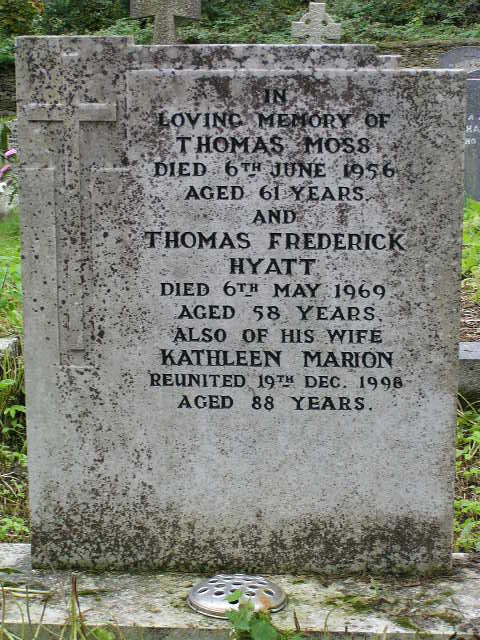 IN
LOVING MEMORY OF
THOMAS MOSS
DIED 6TH JUNE 1956
AGED 61 YEARS.
AND
THOMAS FREDERICK
HYATT
DIED 6TH MAY 1969
AGED 58 YEARS.
ALSO OF HIS WIFE
KATHLEEN MARION
REUNITED 19TH DEC. 1998
AGED 88 YEARS.